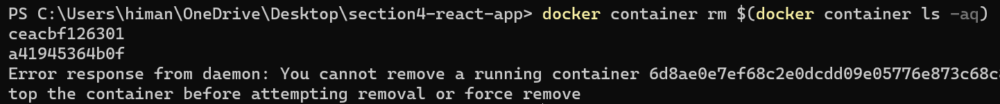 PS C:\Users\himan\OneDrive\Desktop\section4-react-app> docker container rm $(docker container ls -aq)
ceacbf126301
a41945364b0f
Error response from daemon: You cannot remove a running container 6d8ae0e7ef68c2e0dcdd09e05776e873c68c
top the container before attempting removal or force remove